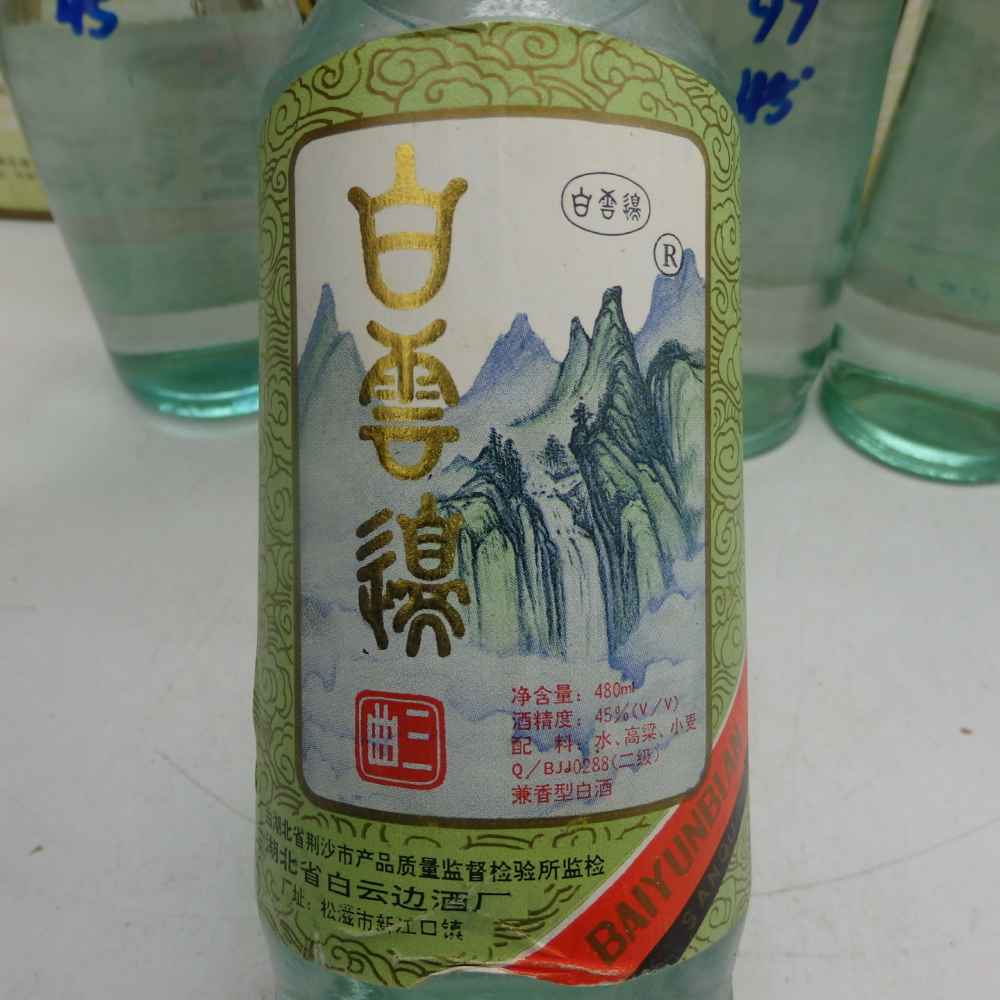 45
97
45°
白雲邊
白雲邊
R
三曲
净含量：480ml
酒精度：45%(V/V)
配 料：水、高粱、小麦
Q/BJJ0288(二级)
兼香型白酒
湖北省荆沙市产品质量监督检验所监检
湖北省白云边酒厂
厂址：松滋市新江口镇
BAIYUNBIAN